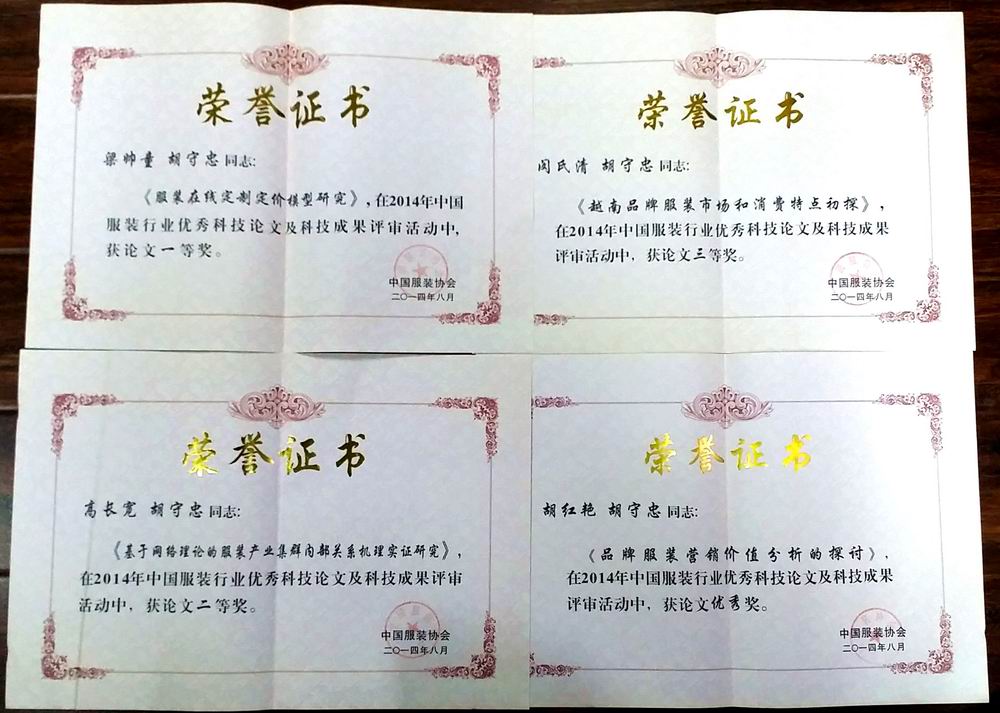 荣誉证书
梁帅童 胡守忠同志:
《服装在线定制定价模型研究》,在2014年中国
服装行业优秀科技论文及科技成果评审活动中,
获论文一等奖。
中国服装协会
二〇一四年八月
荣誉证书
阎氏清 胡守忠同志:
《越南品牌服装市场和消费特点初探》,
在2014年中国服装行业优秀科技论文及科技成果
评审活动中,获论文三等奖。
中国服装协会
二〇一四年八月
荣誉证书
高长宽 胡守忠同志:
《基于网络理论的服装产业集群内部关系机理实证研究》,
在2014年中国服装行业优秀科技论文及科技成果评审
活动中,获论文二等奖。
中国服装协会
二〇一四年八月
荣誉证书
胡红艳 胡守忠同志:
《品牌服装营销价值分析的探讨》,
在2014年中国服装行业优秀科技论文及科技成果
评审活动中,获论文优秀奖。
中国服装协会
二〇一四年八月